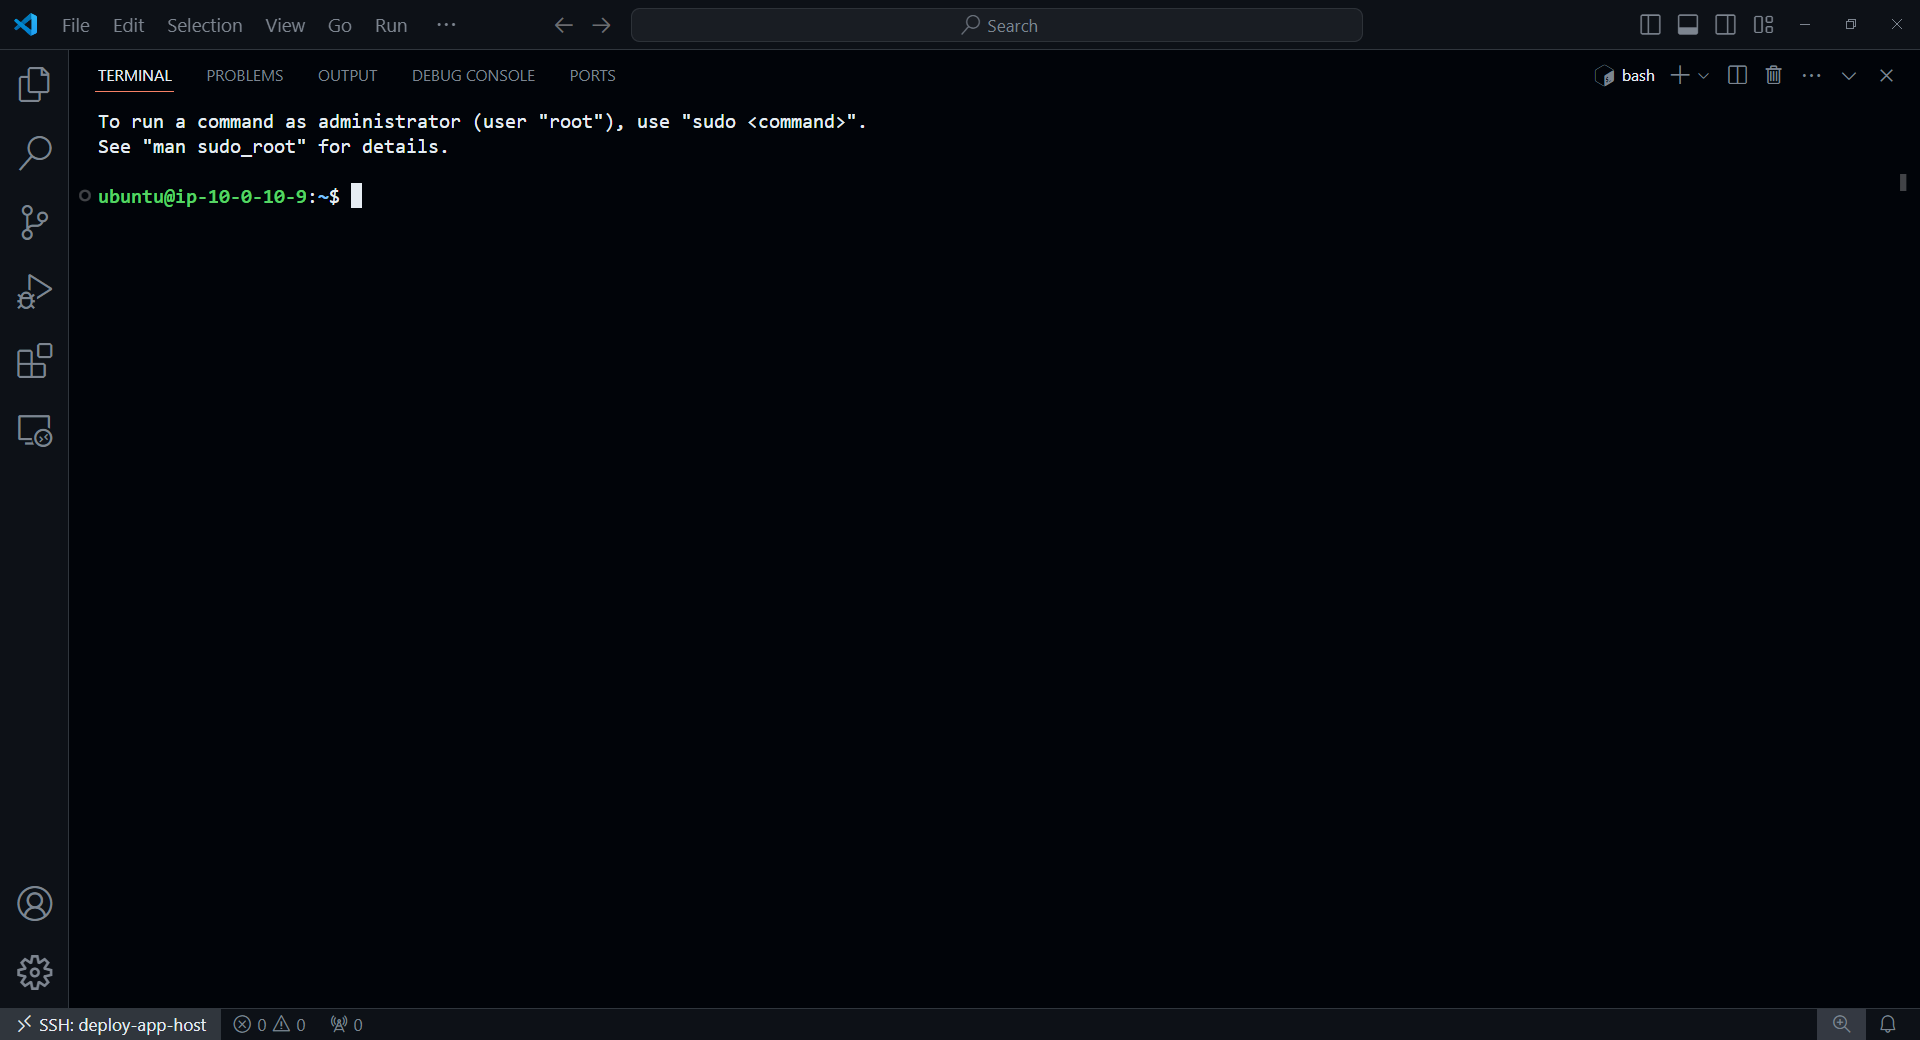 File Edit Selection View Go Run ···
Search
TERMINAL PROBLEMS OUTPUT DEBUG CONSOLE PORTS
bash
To run a command as administrator (user "root"), use "sudo <command>".
See "man sudo_root" for details.
ubuntu@ip-10-0-10-9:~$
SSH: deploy-app-host 0 0 0